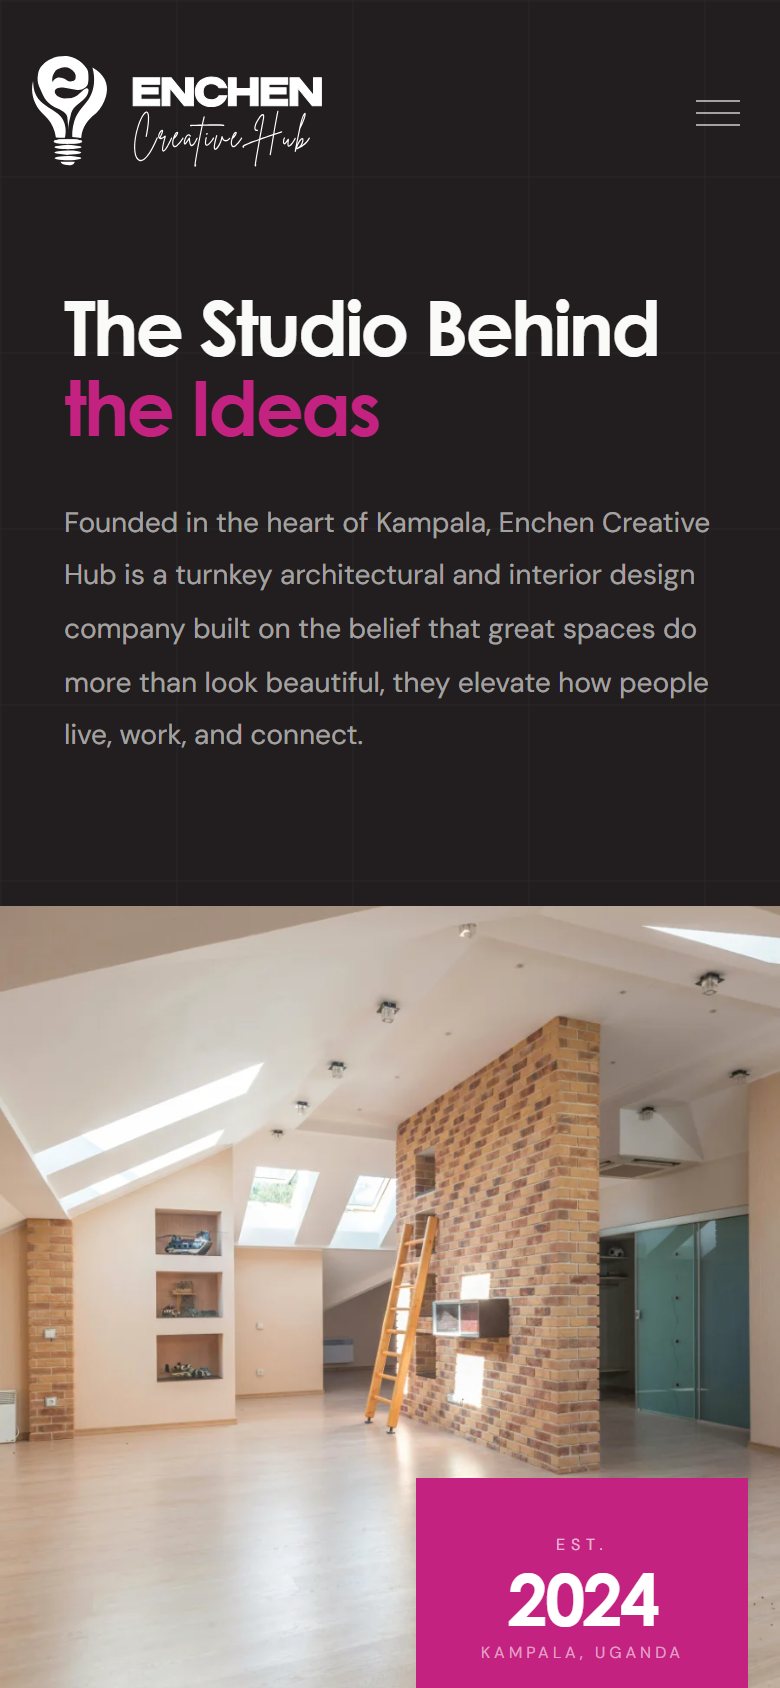 ENCHEN
Creative Hub
The Studio Behind
the Ideas
Founded in the heart of Kampala, Enchen Creative
Hub is a turnkey architectural and interior design
company built on the belief that great spaces do
more than look beautiful, they elevate how people
live, work, and connect.
EST.
2024
KAMPALA, UGANDA